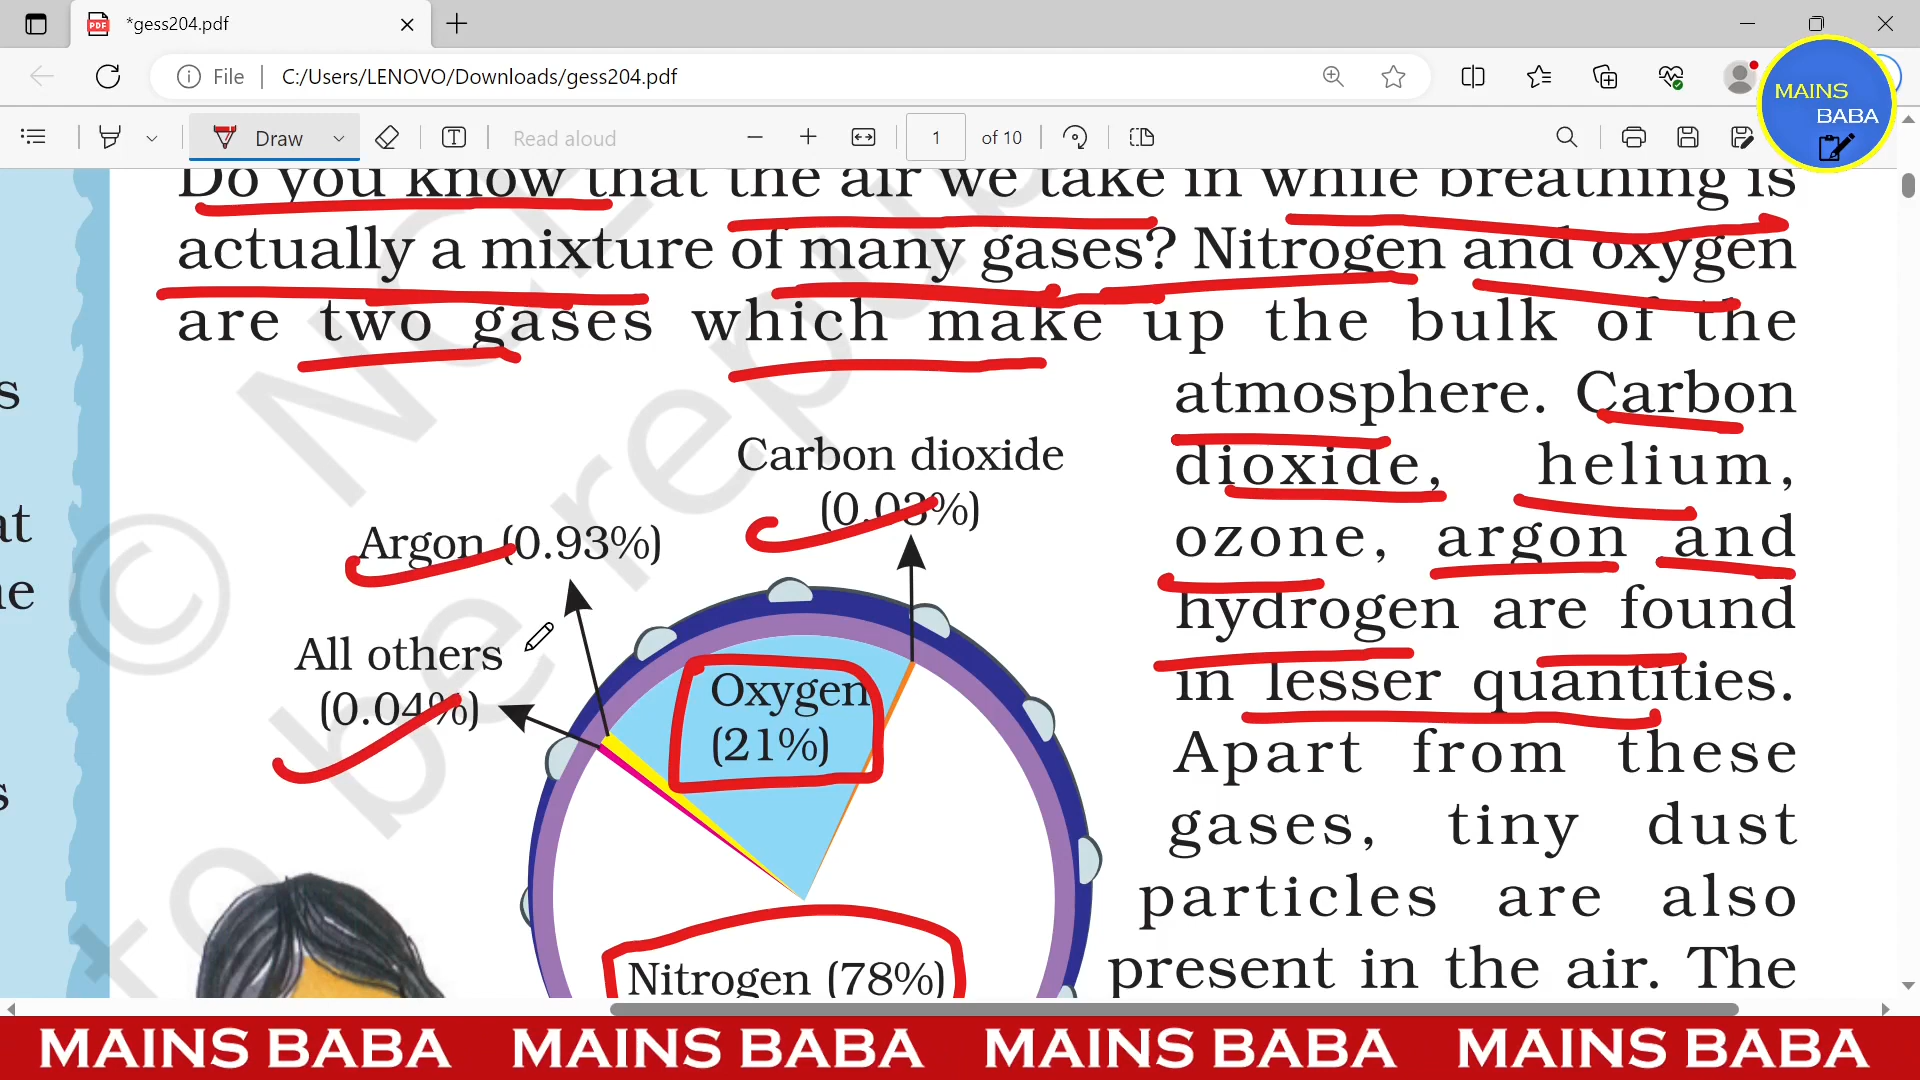 *gess204.pdf
File
C:/Users/LENOVO/Downloads/gess204.pdf
MAINS
BABA
Draw
Read aloud
1
of 10
Do you know that the air we take in while breathing is
actually a mixture of many gases? Nitrogen and oxygen
are two gases which make up the bulk of the
atmosphere. Carbon
dioxide, helium,
ozone, argon and
hydrogen are found
in lesser quantities.
Apart from these
gases, tiny dust
particles are also
present in the air. The
Carbon dioxide
(0.03%)
Argon (0.93%)
All others
(0.04%)
Oxygen
(21%)
Nitrogen (78%)
MAINS BABA MAINS BABA MAINS BABA MAINS BABA